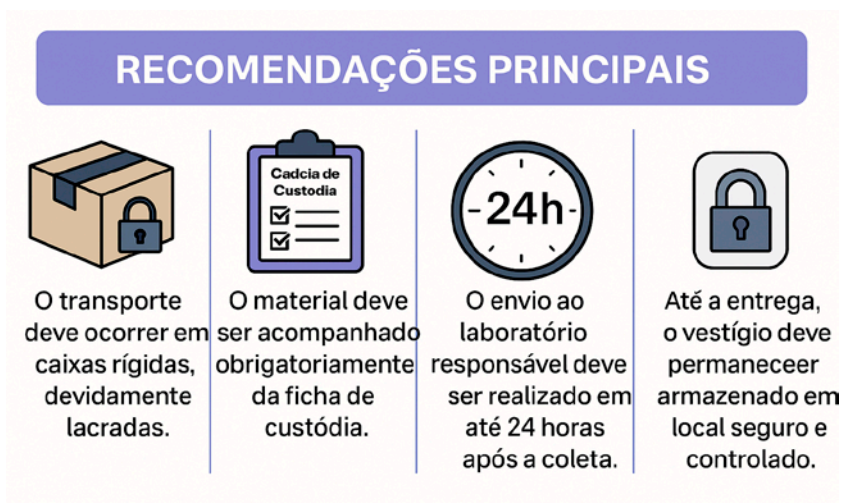 RECOMENDAÇÕES PRINCIPAIS
Cadcia de
Custodia
O transporte
deve ocorrer em
caixas rígidas,
devidamente
lacradas.
O material deve
ser acompanhado
obrigatoriamente
da ficha de
custódia.
24h
O envio ao
laboratório
responsável deve
ser realizado em
até 24 horas
após a coleta.
Até a entrega,
o vestígio deve
permaneceer
armazenado em
local seguro e
controlado.